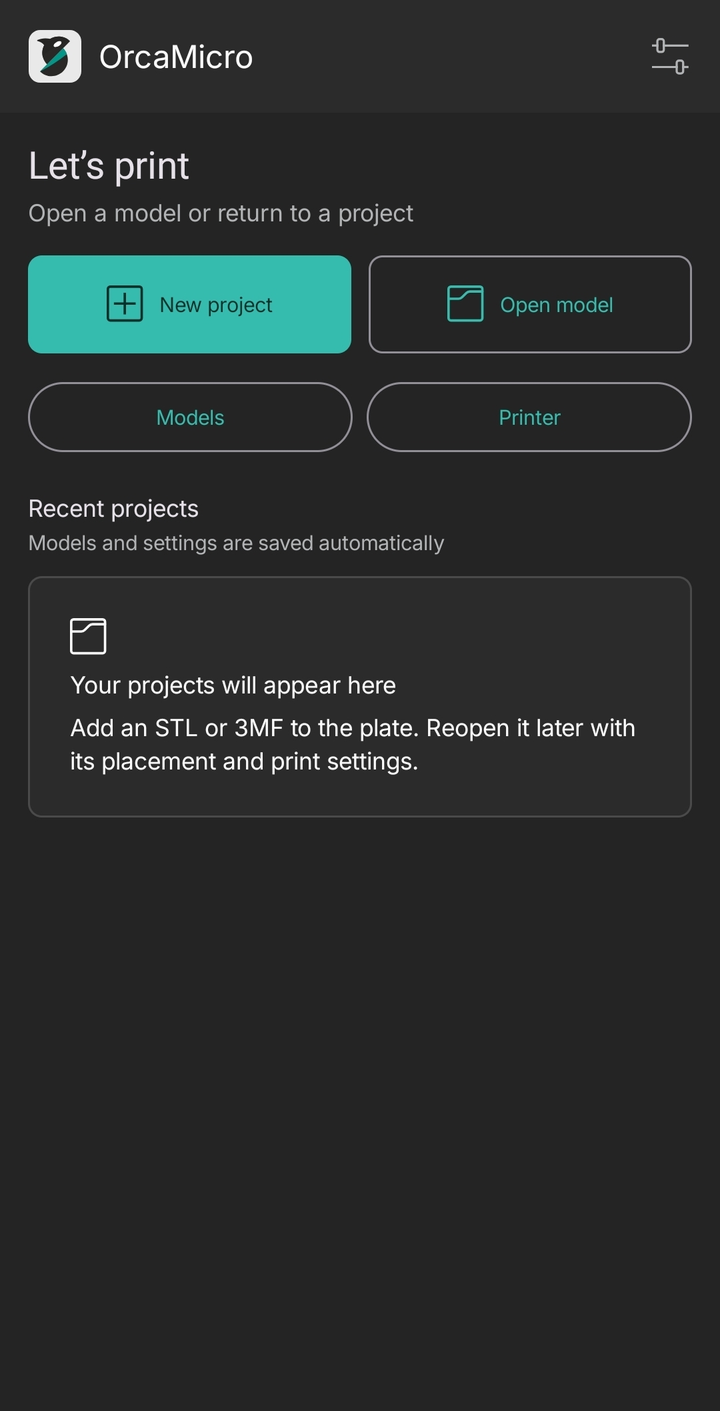 OrcaMicro
Let’s print
Open a model or return to a project
New project
Open model
Models
Printer
Recent projects
Models and settings are saved automatically
Your projects will appear here
Add an STL or 3MF to the plate. Reopen it later with
its placement and print settings.